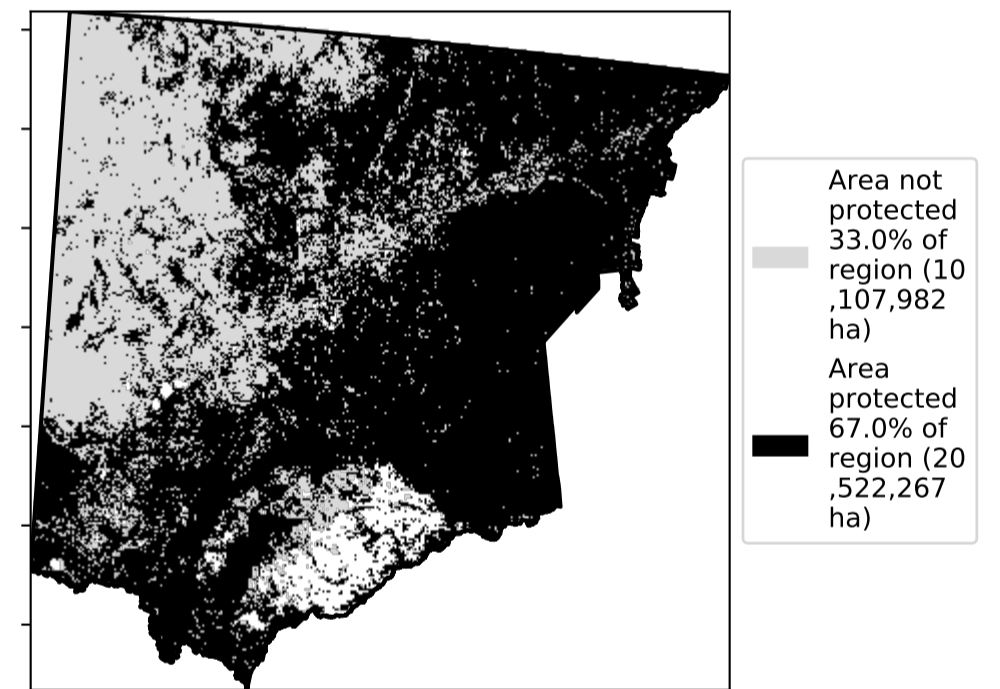 Area not
protected
33.0% of
region (10
,107,982
ha)
Area
protected
67.0% of
region (20
,522,267
ha)